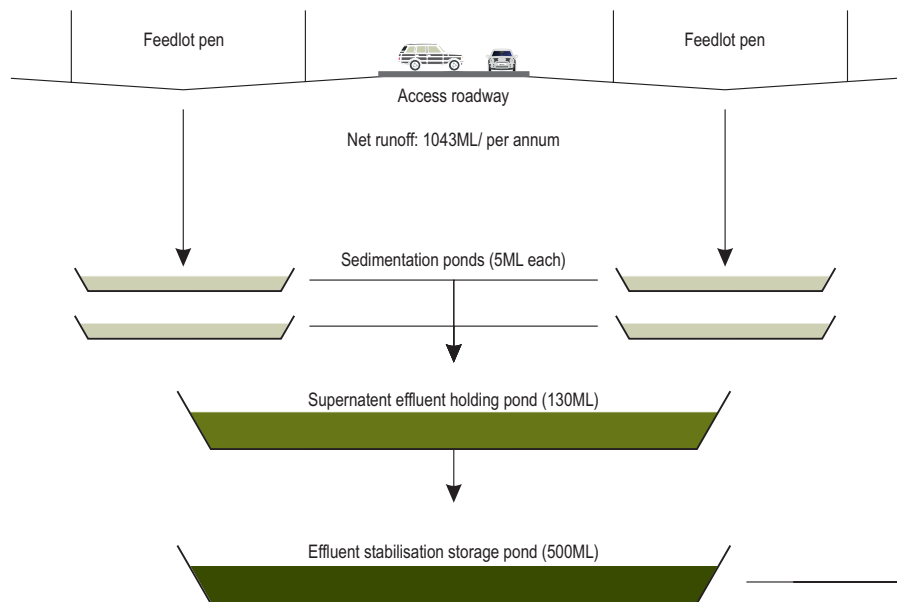 Feedlot pen
Feedlot pen
Access roadway
Net runoff: 1043ML/ per annum
Sedimentation ponds (5ML each)
Supernatent effluent holding pond (130ML)
Effluent stabilisation storage pond (500ML)